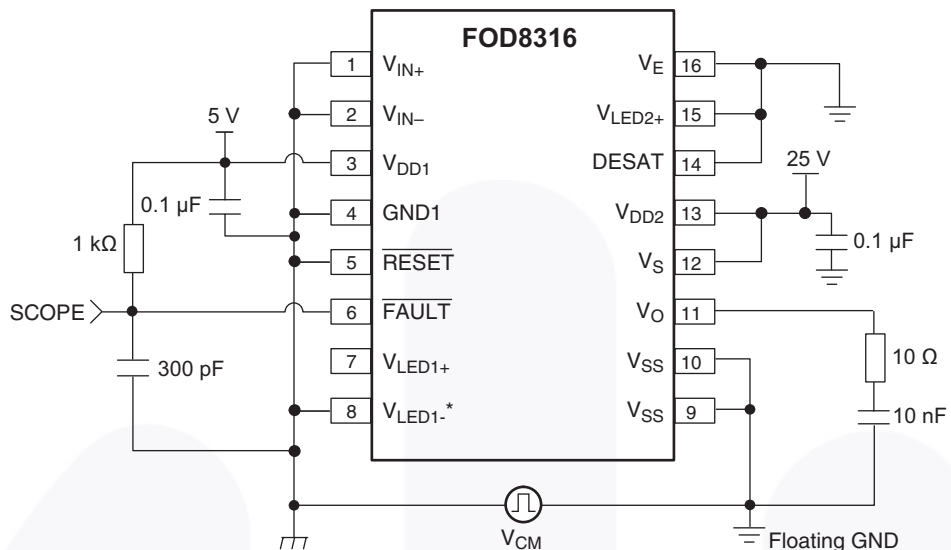 FOD8316
1 V_IN+
2 V_IN–
3 V_DD1
4 GND1
5 RESET
6 FAULT
7 V_LED1+
8 V_LED1-*
V_E 16
V_LED2+ 15
DESAT 14
V_DD2 13
V_S 12
V_O 11
V_SS 10
V_SS 9
5 V
0.1 µF
1 kΩ
SCOPE
300 pF
25 V
0.1 µF
10 Ω
10 nF
V_CM
Floating GND